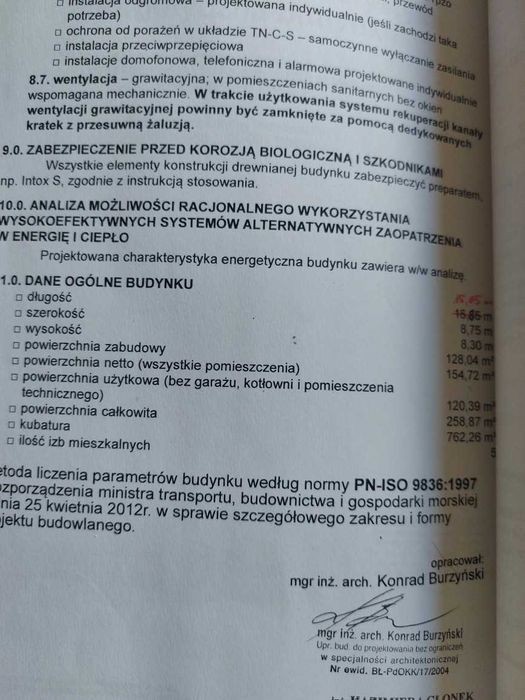 □ instalacja odgromowa – projektowana indywidualnie (jeśli zachodzi taka
potrzeba)
□ ochrona od porażeń w układzie TN-C-S – samoczynne wyłączanie zasilania
□ instalacja przeciwprzepięciowa
□ instalacje domofonowa, telefoniczna i alarmowa projektowane indywidualnie
8.7. wentylacja – grawitacyjna; w pomieszczeniach sanitarnych bez okien
wspomagana mechanicznie. W trakcie użytkowania systemu rekuperacji kanały
wentylacji grawitacyjnej powinny być zamknięte za pomocą dedykowanych
kratek z przesuwną żaluzją.
9.0. ZABEZPIECZENIE PRZED KOROZJĄ BIOLOGICZNĄ I SZKODNIKAMI
Wszystkie elementy konstrukcji drewnianej budynku zabezpieczyć preparatem,
np. Intox S, zgodnie z instrukcją stosowania.
10.0. ANALIZA MOŻLIWOŚCI RACJONALNEGO WYKORZYSTANIA
WYSOKOEFEKTYWNYCH SYSTEMÓW ALTERNATYWNYCH ZAOPATRZENIA
W ENERGIĘ I CIEPŁO
Projektowana charakterystyka energetyczna budynku zawiera w/w analizę.
1.0. DANE OGÓLNE BUDYNKU
15,05 m
□ długość 16,65 m
□ szerokość 8,75 m
□ wysokość 8,30 m
□ powierzchnia zabudowy 128,04 m²
□ powierzchnia netto (wszystkie pomieszczenia) 154,72 m²
□ powierzchnia użytkowa (bez garażu, kotłowni i pomieszczenia
technicznego) 120,39 m²
□ powierzchnia całkowita 258,87 m²
□ kubatura 762,26 m³
□ ilość izb mieszkalnych 5
etoda liczenia parametrów budynku według normy PN-ISO 9836:1997
ozporządzenia ministra transportu, budownictwa i gospodarki morskiej
nia 25 kwietnia 2012r. w sprawie szczegółowego zakresu i formy
jektu budowlanego.
opracował:
mgr inż. arch. Konrad Burzyński
mgr inż. arch. Konrad Burzyński
Upr. bud. do projektowania bez ograniczeń
w specjalności architektonicznej
Nr ewid. BŁ-PdOKK/17/2004